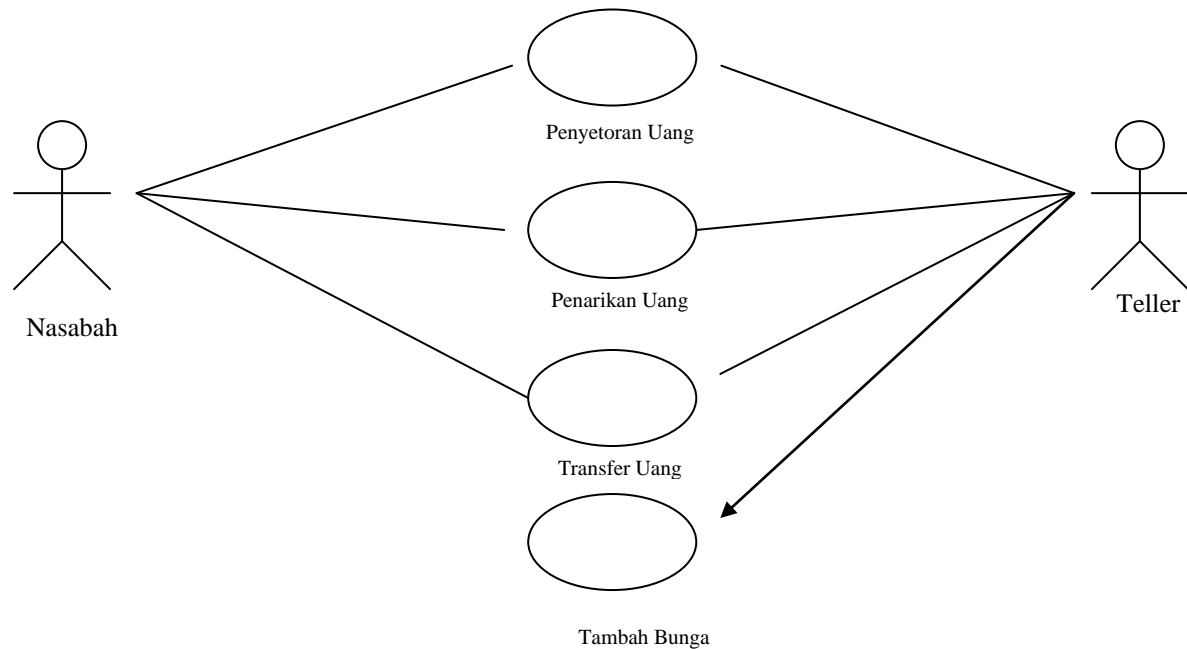 Penyetoran Uang
Penarikan Uang
Teller
Nasabah
Transfer Uang
Tambah Bunga